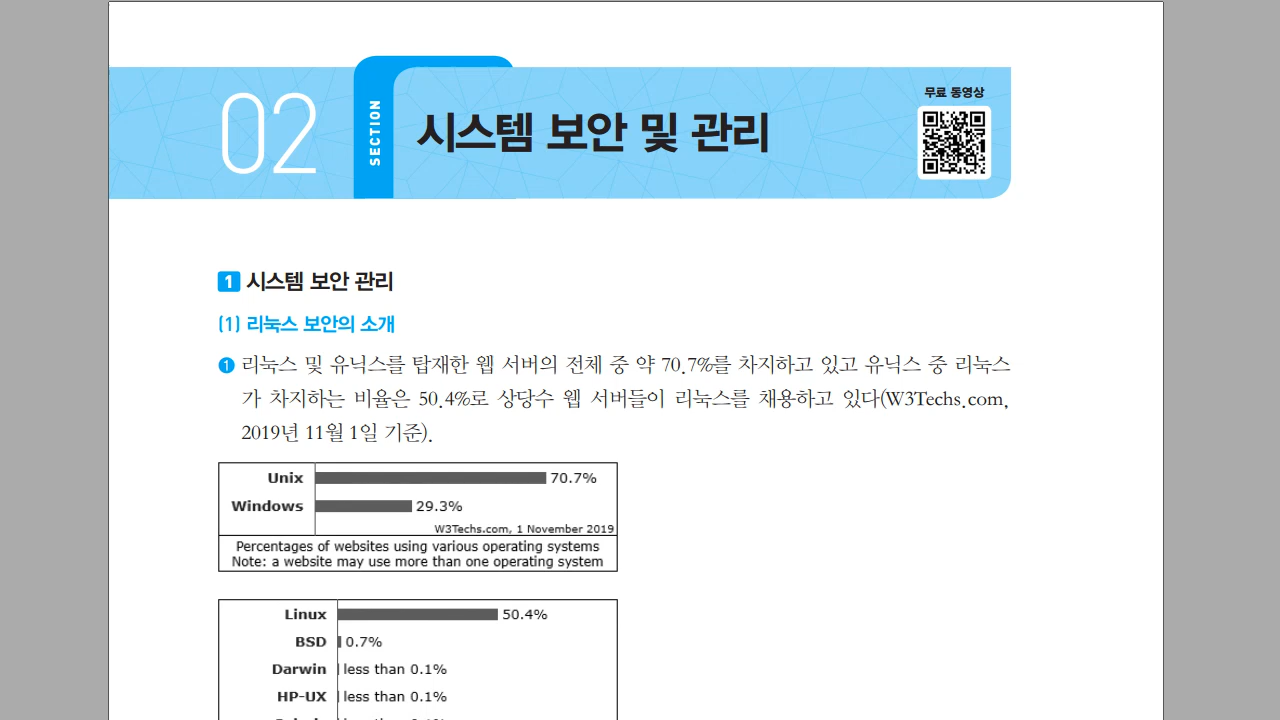 02
SECTION
시스템 보안 및 관리
무료 동영상
1 시스템 보안 관리
(1) 리눅스 보안의 소개
❶ 리눅스 및 유닉스를 탑재한 웹 서버의 전체 중 약 70.7%를 차지하고 있고 유닉스 중 리눅스
가 차지하는 비율은 50.4%로 상당수 웹 서버들이 리눅스를 채용하고 있다(W3Techs.com,
2019년 11월 1일 기준).
Unix 70.7%
Windows 29.3%
W3Techs.com, 1 November 2019
Percentages of websites using various operating systems
Note: a website may use more than one operating system
Linux 50.4%
BSD 0.7%
Darwin less than 0.1%
HP-UX less than 0.1%